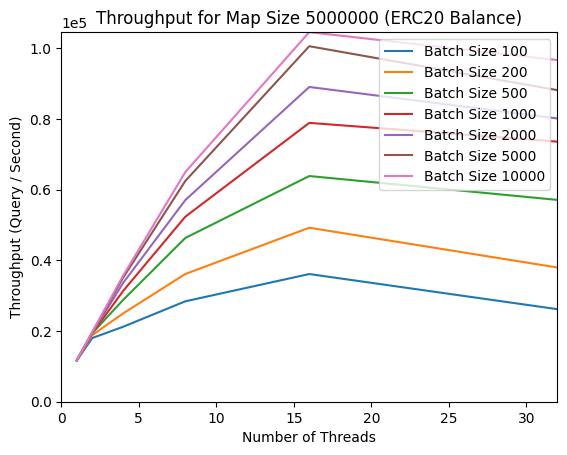 Throughput for Map Size 5000000 (ERC20 Balance)
1e5
1.0
0.8
0.6
0.4
0.2
0.0
Throughput (Query / Second)
Batch Size 100
Batch Size 200
Batch Size 500
Batch Size 1000
Batch Size 2000
Batch Size 5000
Batch Size 10000
0 5 10 15 20 25 30
Number of Threads